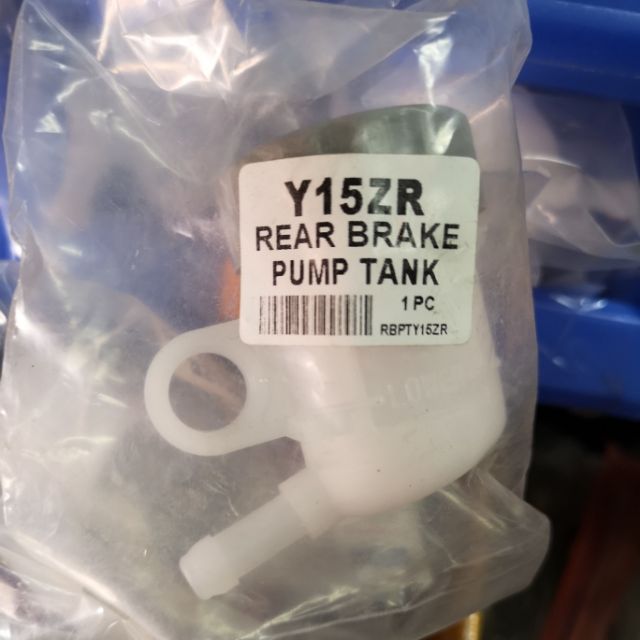 Y15ZR
REAR BRAKE
PUMP TANK
1 PC
RBPTY15ZR